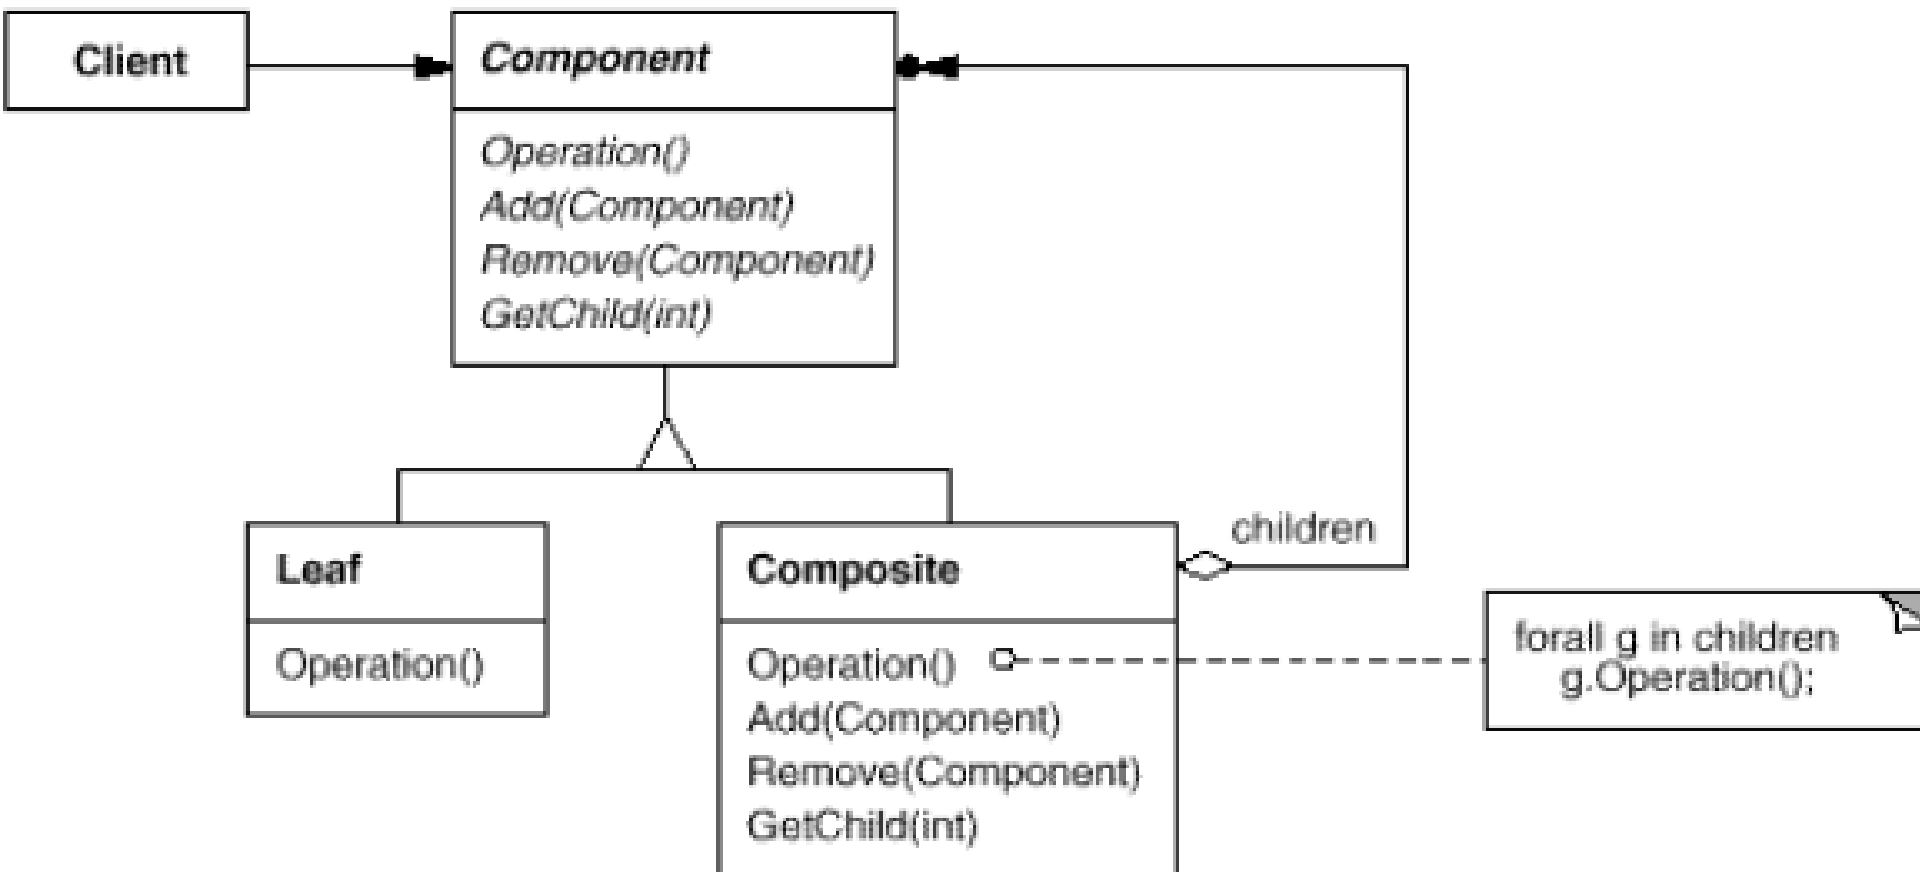 Client
Component
Operation()
Add(Component)
Remove(Component)
GetChild(int)
Leaf
Operation()
Composite
Operation()
Add(Component)
Remove(Component)
GetChild(int)
children
forall g in children
g.Operation();